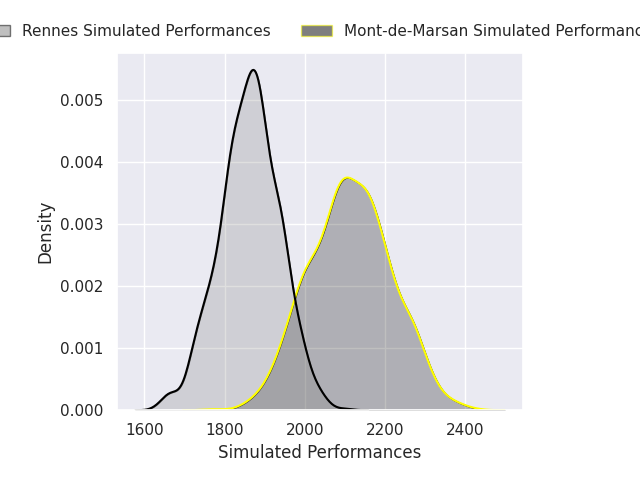 Rennes Simulated Performances
Mont-de-Marsan Simulated
0.005
0.004
0.003
0.002
0.001
0.000
Density
1600 1800 2000 2200 2400
Simulated Performances